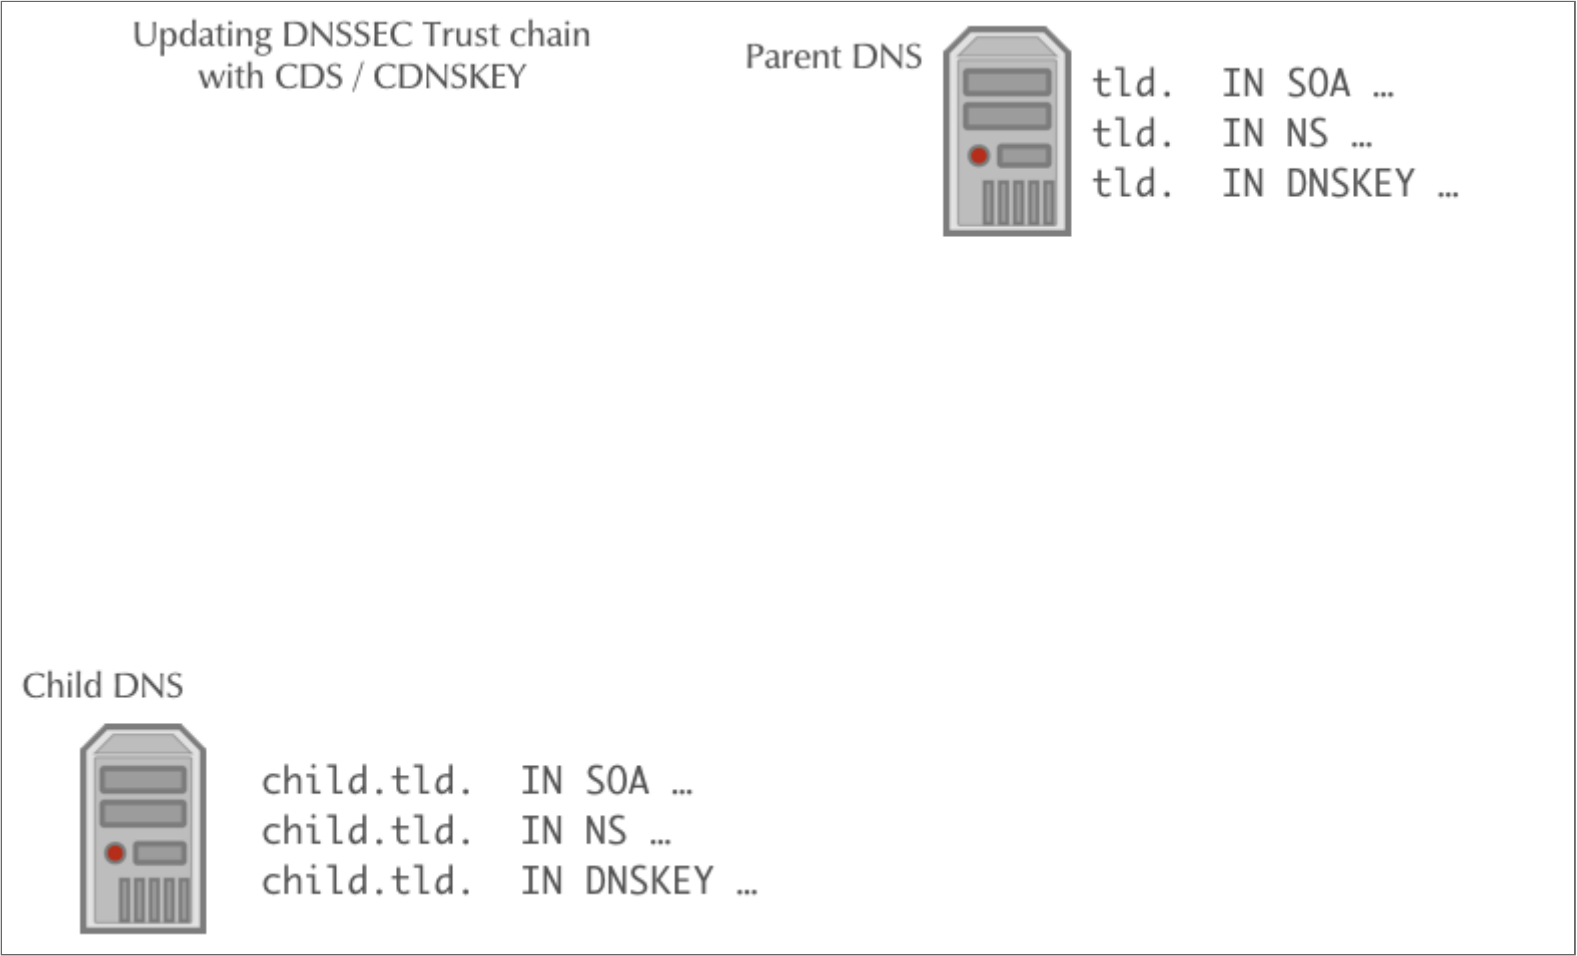 Updating DNSSEC Trust chain
with CDS / CDNSKEY
Parent DNS
tld. IN SOA …
tld. IN NS …
tld. IN DNSKEY …
Child DNS
child.tld. IN SOA …
child.tld. IN NS …
child.tld. IN DNSKEY …